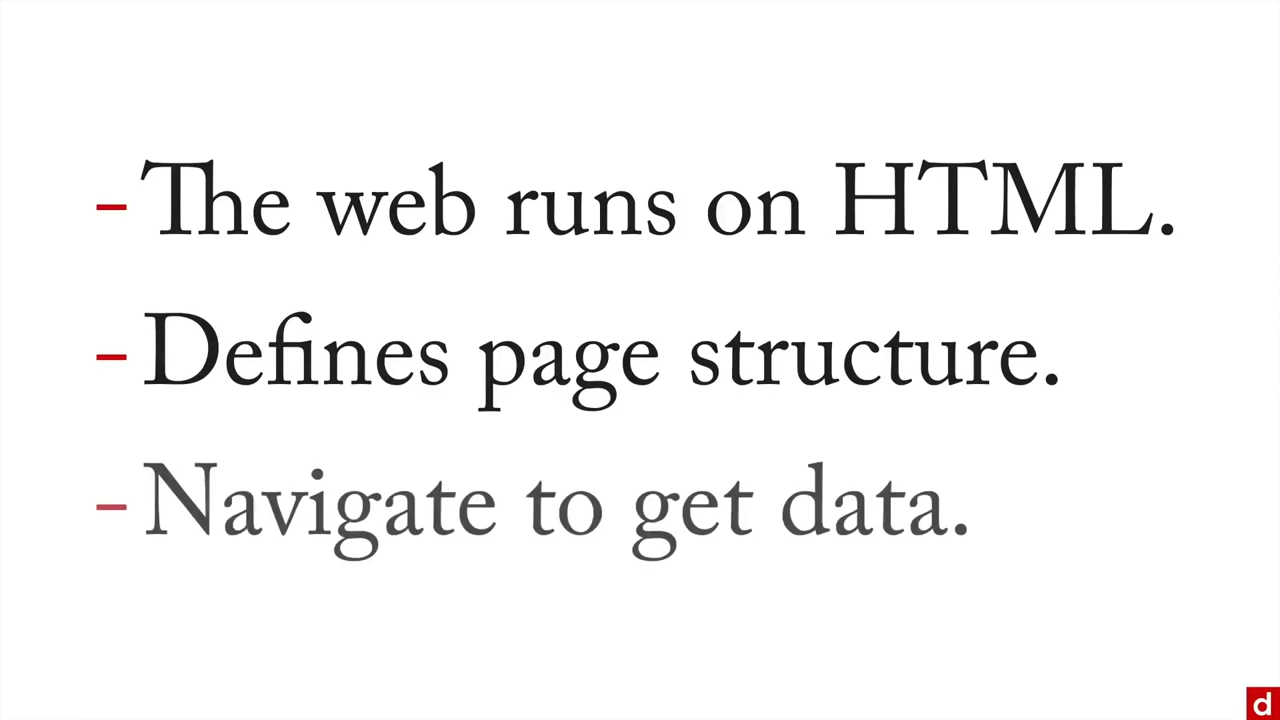 - The web runs on HTML.
- Defines page structure.
- Navigate to get data.
d